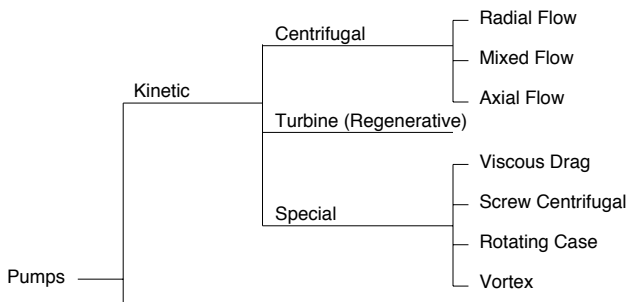 Radial Flow
Centrifugal
Mixed Flow
Kinetic
Axial Flow
Turbine (Regenerative)
Viscous Drag
Screw Centrifugal
Special
Rotating Case
Pumps
Vortex